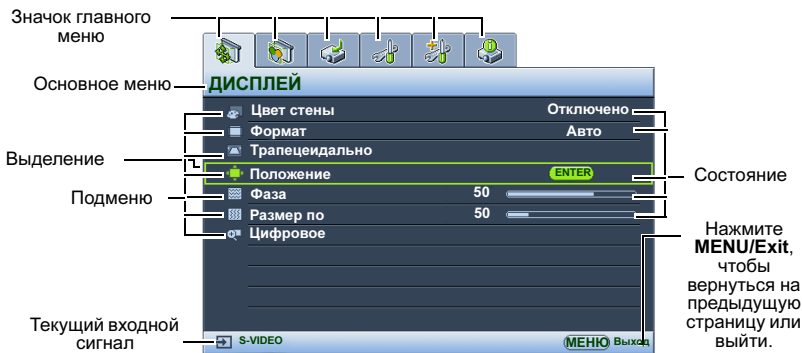 Значок главного
меню
Основное меню
ДИСПЛЕЙ
Цвет стены Отключено
Формат Авто
Трапецеидально
Выделение
Положение ENTER
Состояние
Подменю
Фаза 50
Размер по 50
Цифровое
Нажмите
MENU/Exit,
чтобы
вернуться на
предыдущую
страницу или
выйти.
Текущий входной
сигнал
S-VIDEO
МЕНЮ Выход